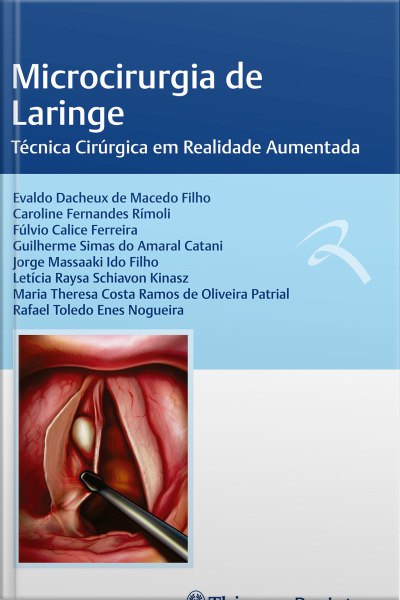 Microcirurgia de
Laringe
Técnica Cirúrgica em Realidade Aumentada
Evaldo Dacheux de Macedo Filho
Caroline Fernandes Rímoli
Fúlvio Calice Ferreira
Guilherme Simas do Amaral Catani
Jorge Massaaki Ido Filho
Letícia Raysa Schiavon Kinasz
Maria Theresa Costa Ramos de Oliveira Patrial
Rafael Toledo Enes Nogueira